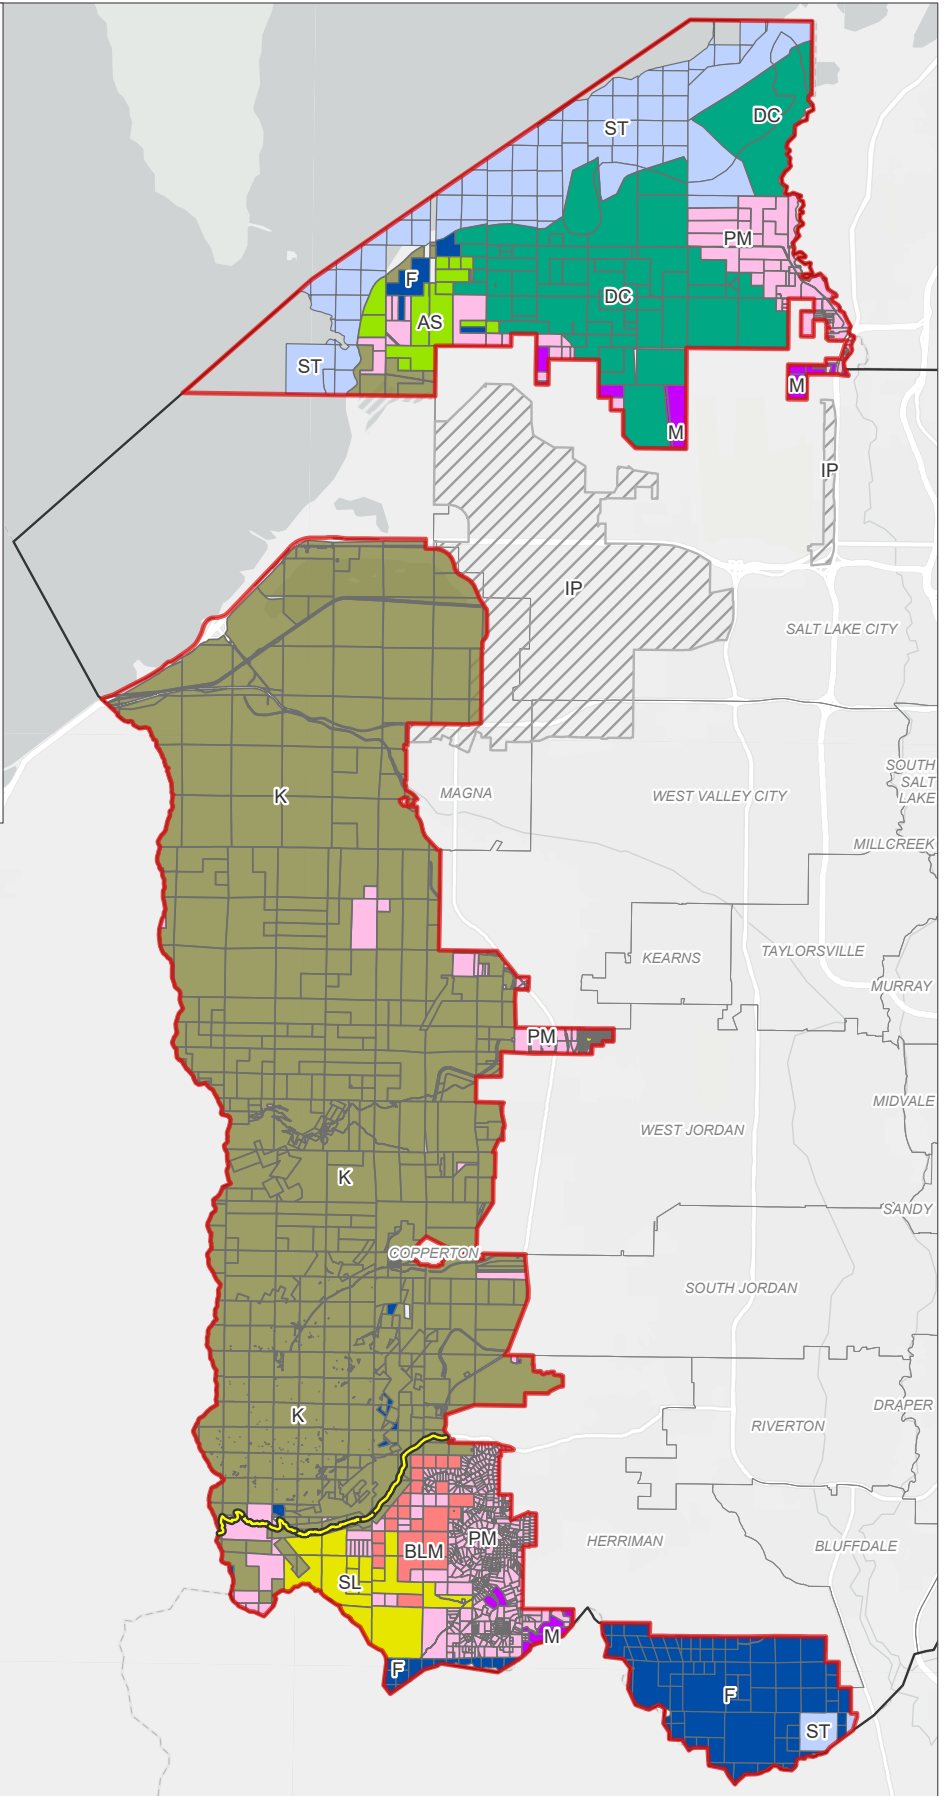 DC
ST
PM
F
DC
AS
ST
M
M
IP
IP
SALT LAKE CITY
SOUTH
SALT
LAKE
MAGNA
WEST VALLEY CITY
K
MILLCREEK
TAYLORSVILLE
KEARNS
MURRAY
PM
MIDVALE
WEST JORDAN
K
SANDY
COPPERTON
SOUTH JORDAN
DRAPER
K
RIVERTON
PM
HERRIMAN
BLUFFDALE
BLM
SL
M
F
F
ST